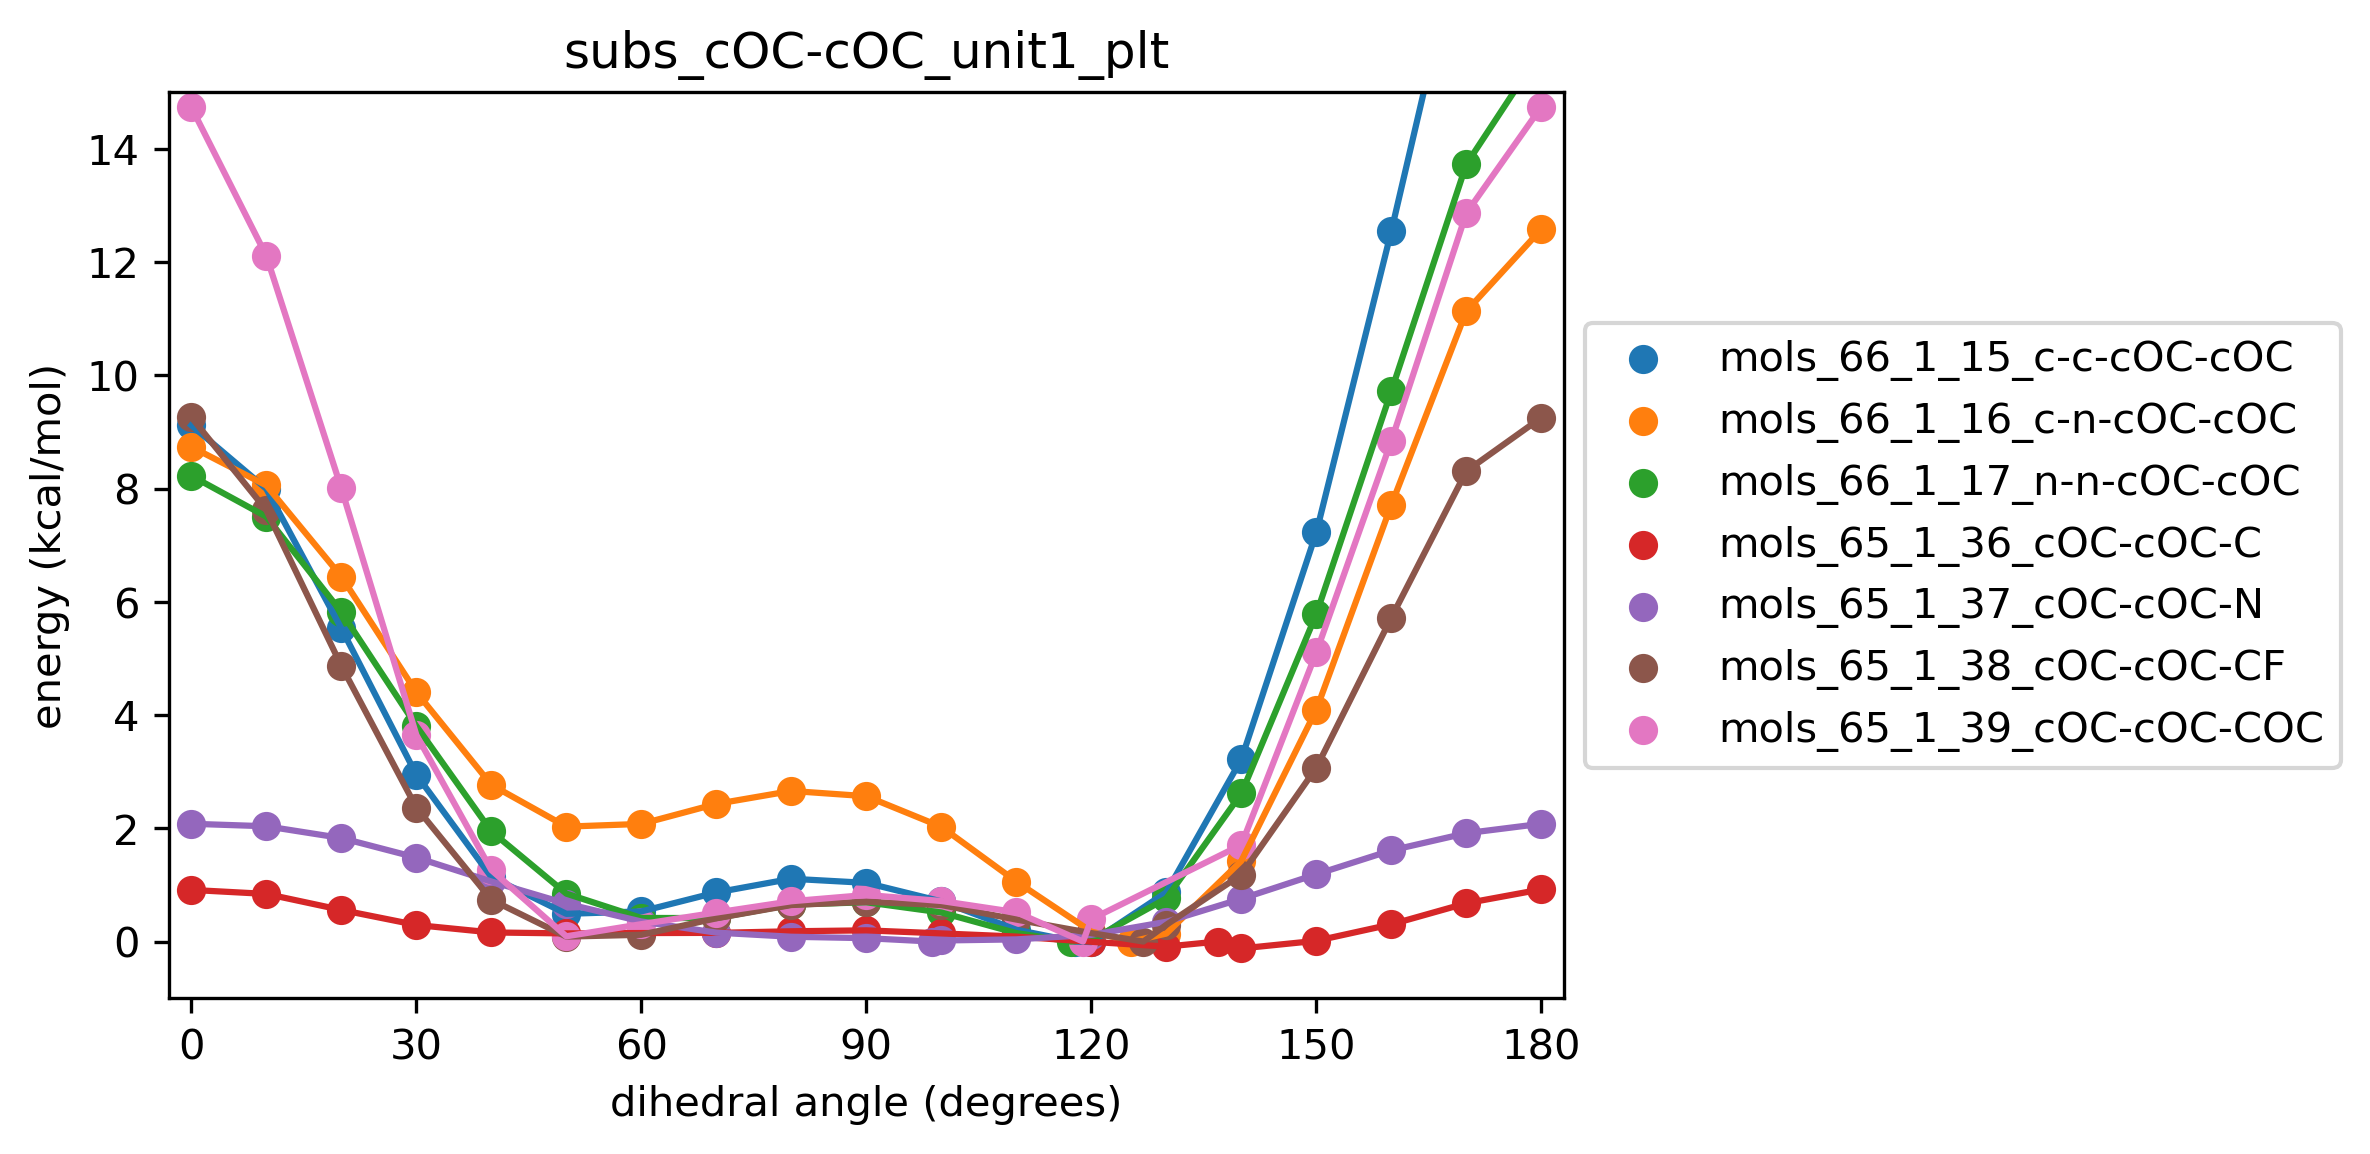 subs_cOC-cOC_unit1_plt
energy (kcal/mol)
14
12
10
8
6
4
2
0
0 30 60 90 120 150 180
dihedral angle (degrees)
mols_66_1_15_c-c-cOC-cOC
mols_66_1_16_c-n-cOC-cOC
mols_66_1_17_n-n-cOC-cOC
mols_65_1_36_cOC-cOC-C
mols_65_1_37_cOC-cOC-N
mols_65_1_38_cOC-cOC-CF
mols_65_1_39_cOC-cOC-COC